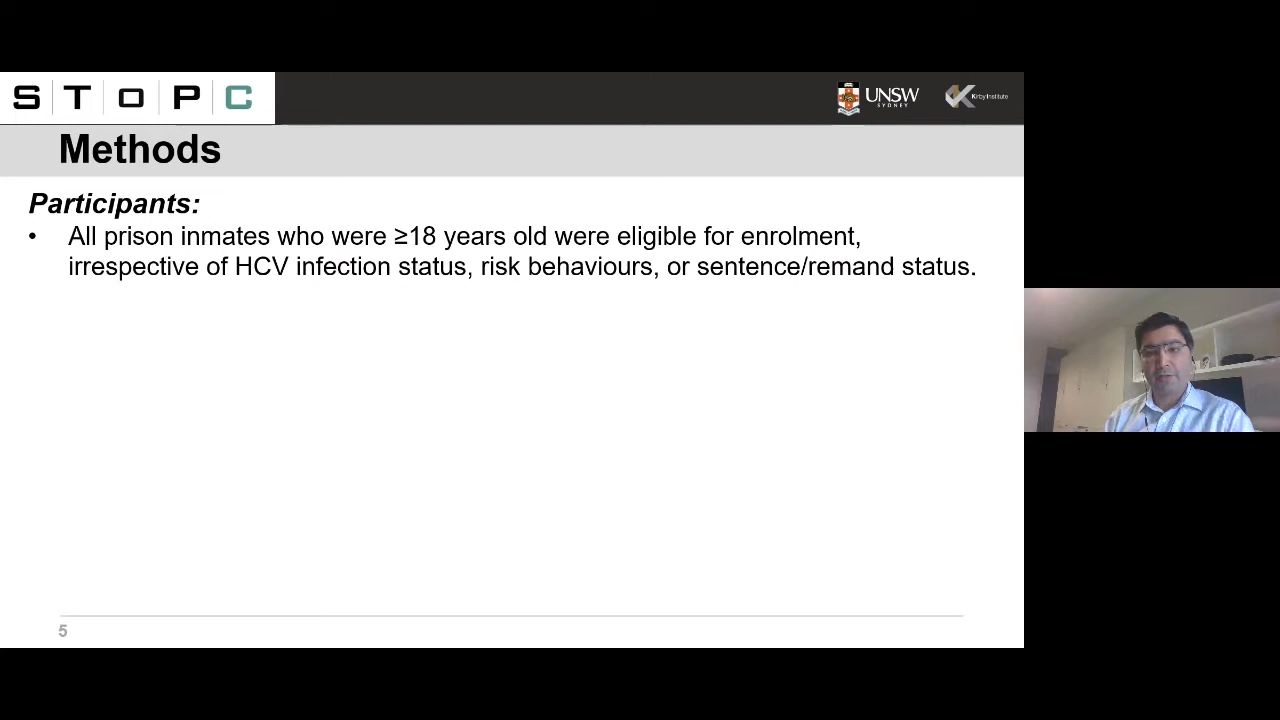 STOPC
UNSW
SYDNEY
Kirby Institute
Methods
Participants:
• All prison inmates who were ≥18 years old were eligible for enrolment,
irrespective of HCV infection status, risk behaviours, or sentence/remand status.
5